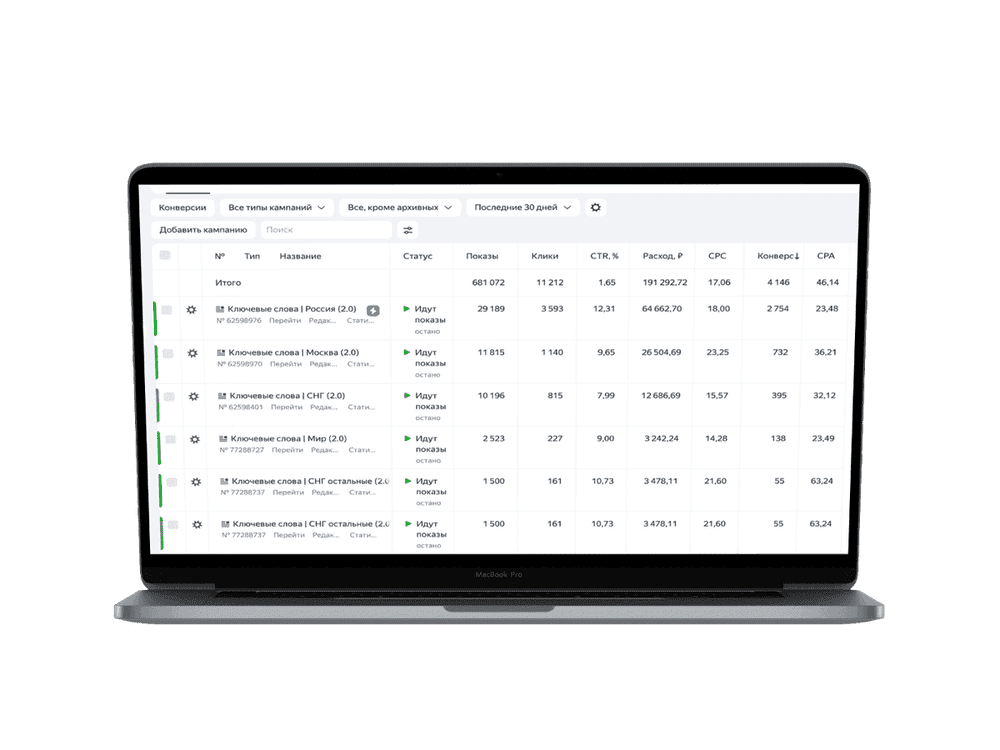 Конверсии Все типы кампаний Все, кроме архивных Последние 30 дней
Добавить кампанию Поиск
№ Тип Название Статус Показы Клики CTR, % Расход, ₽ CPC Конверс↓ CPA
Итого 681 072 11 212 1,65 191 292,72 17,06 4 146 46,14
Ключевые слова | Россия (2.0) Идут показы 29 189 3 593 12,31 64 662,70 18,00 2 754 23,48
№ 62598976 Перейти Редак... Стати... остано
Ключевые слова | Москва (2.0) Идут показы 11 815 1 140 9,65 26 504,69 23,25 732 36,21
№ 62598970 Перейти Редак... Стати... остано
Ключевые слова | СНГ (2.0) Идут показы 10 196 815 7,99 12 686,69 15,57 395 32,12
№ 62598401 Перейти Редак... Стати... остано
Ключевые слова | Мир (2.0) Идут показы 2 523 227 9,00 3 242,24 14,28 138 23,49
№ 77288727 Перейти Редак... Стати... остано
Ключевые слова | СНГ остальные (2.0 Идут показы 1 500 161 10,73 3 478,11 21,60 55 63,24
№ 77288737 Перейти Редак... Стати... остано
Ключевые слова | СНГ остальные (2.0 Идут показы 1 500 161 10,73 3 478,11 21,60 55 63,24
№ 77288737 Перейти Редак... Стати... остано
MacBook Pro